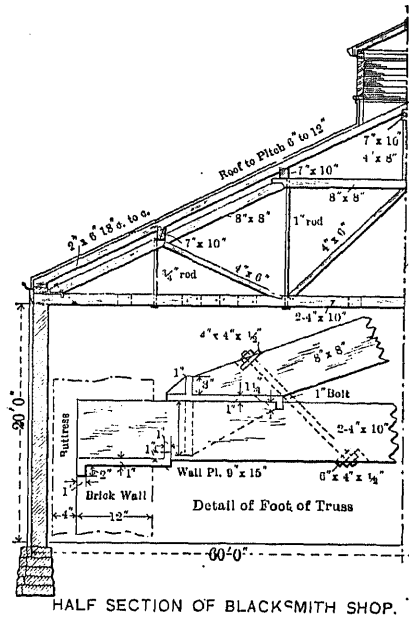 Roof to Pitch 6" to 12"
7" x 10"
4' x 8"
7" x 10"
8" x 8"
2" x 6" 18" c. to c.
8" x 8"
7" x 10"
1" rod
4" x 6"
¾" rod
4" x 6"
2-4" x 10"
4" x 4" x ½"
8" x 8"
1"
3"
1¼"
1"
1" Bolt
20'0"
Buttress
1"
1"
2-4" x 10"
Wall Pl. 9" x 15"
6" x 4" x ½"
2"
1"
1"
Brick Wall
Detail of Foot of Truss
4"
12"
60'0"
HALF SECTION OF BLACKSMITH SHOP.